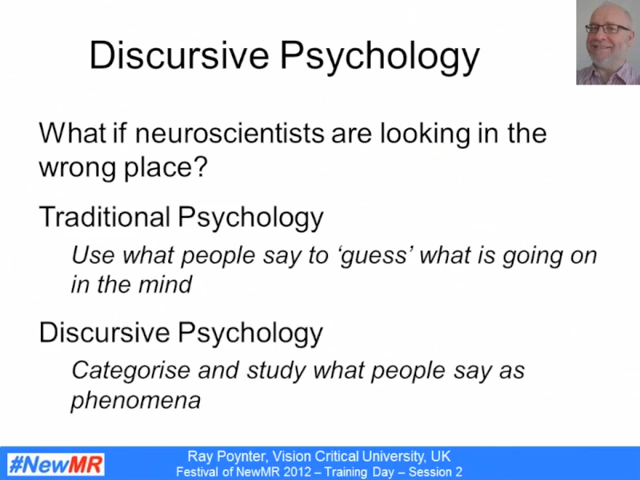 Discursive Psychology
What if neuroscientists are looking in the
wrong place?
Traditional Psychology
Use what people say to ‘guess’ what is going on
in the mind
Discursive Psychology
Categorise and study what people say as
phenomena
#NewMR
Ray Poynter, Vision Critical University, UK
Festival of NewMR 2012 – Training Day – Session 2